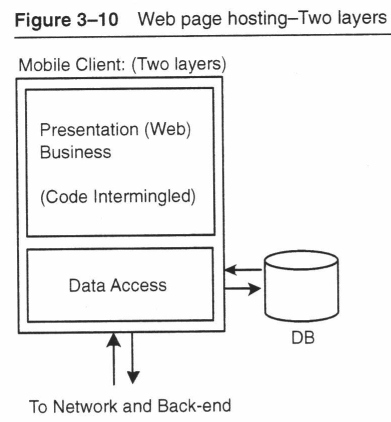 Figure 3–10 Web page hosting–Two layers
Mobile Client: (Two layers)
Presentation (Web)
Business
(Code Intermingled)
Data Access
DB
To Network and Back-end